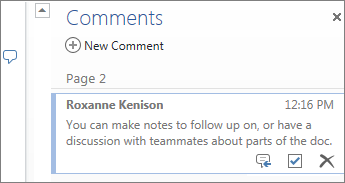 Comments
New Comment
Page 2
Roxanne Kenison 12:16 PM
You can make notes to follow up on, or have a
discussion with teammates about parts of the doc.